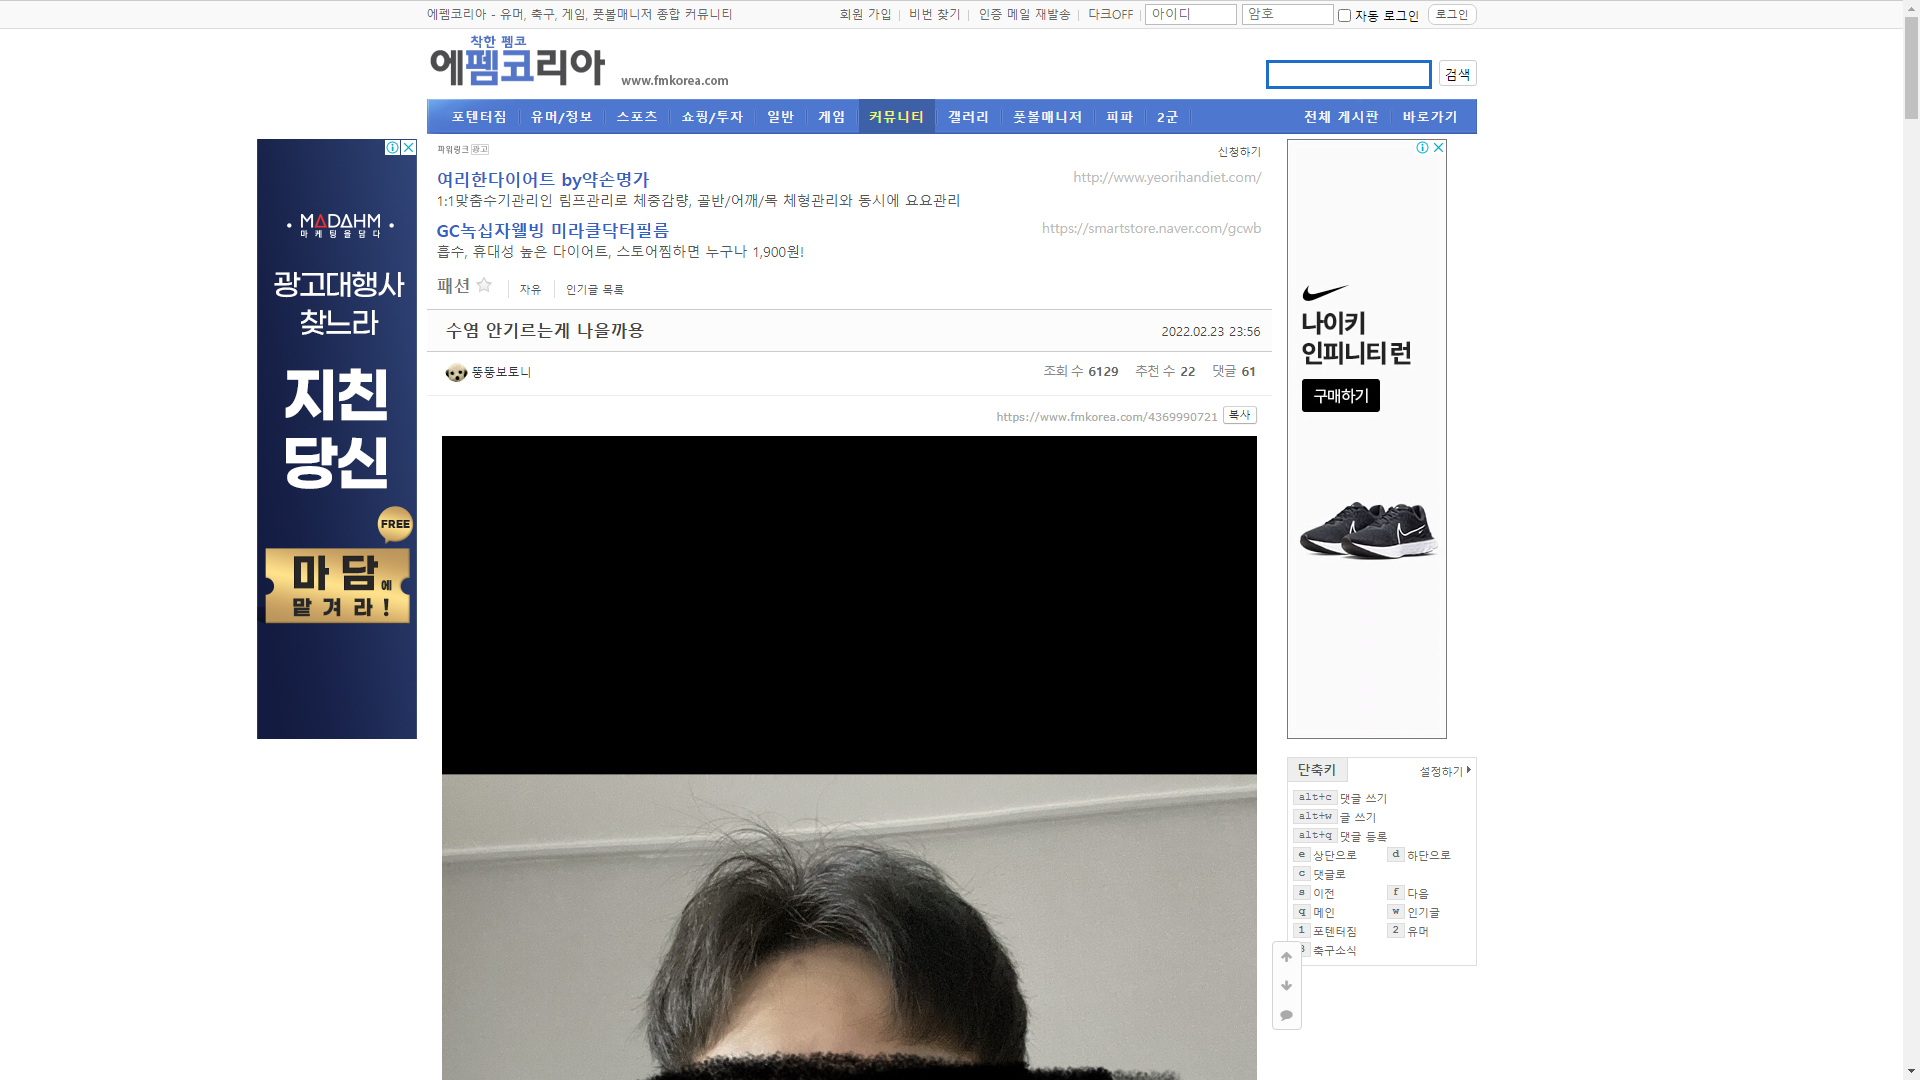 에펨코리아 - 유머, 축구, 게임, 풋볼매니저 종합 커뮤니티
회원 가입 비번 찾기 인증 메일 재발송 다크OFF 아이디 암호 자동 로그인 로그인
착한 펨코
에펨코리아 www.fmkorea.com
검색
포텐터짐 유머/정보 스포츠 쇼핑/투자 일반 게임 커뮤니티 갤러리 풋볼매니저 피파 2군 전체 게시판 바로가기
파워링크 광고 신청하기
여리한다이어트 by약손명가 http://www.yeorihandiet.com/
1:1맞춤수기관리인 림프관리로 체중감량, 골반/어깨/목 체형관리와 동시에 요요관리
GC녹십자웰빙 미라클닥터필름 https://smartstore.naver.com/gcwb
흡수, 휴대성 높은 다이어트, 스토어찜하면 누구나 1,900원!
패션 자유 인기글 목록
수염 안기르는게 나을까용 2022.02.23 23:56
뚱뚱보토니 조회 수 6129 추천 수 22 댓글 61
https://www.fmkorea.com/4369990721 복사
MADAHM
마케팅을 담다
광고대행사
찾느라
지친
당신
FREE
마담에
맡겨라!
나이키
인피니티 런
구매하기
단축키 설정하기
alt+c 댓글 쓰기
alt+w 글 쓰기
alt+q 댓글 등록
e 상단으로 d 하단으로
c 댓글로
s 이전 f 다음
q 메인 w 인기글
1 포텐터짐 2 유머
3 축구소식